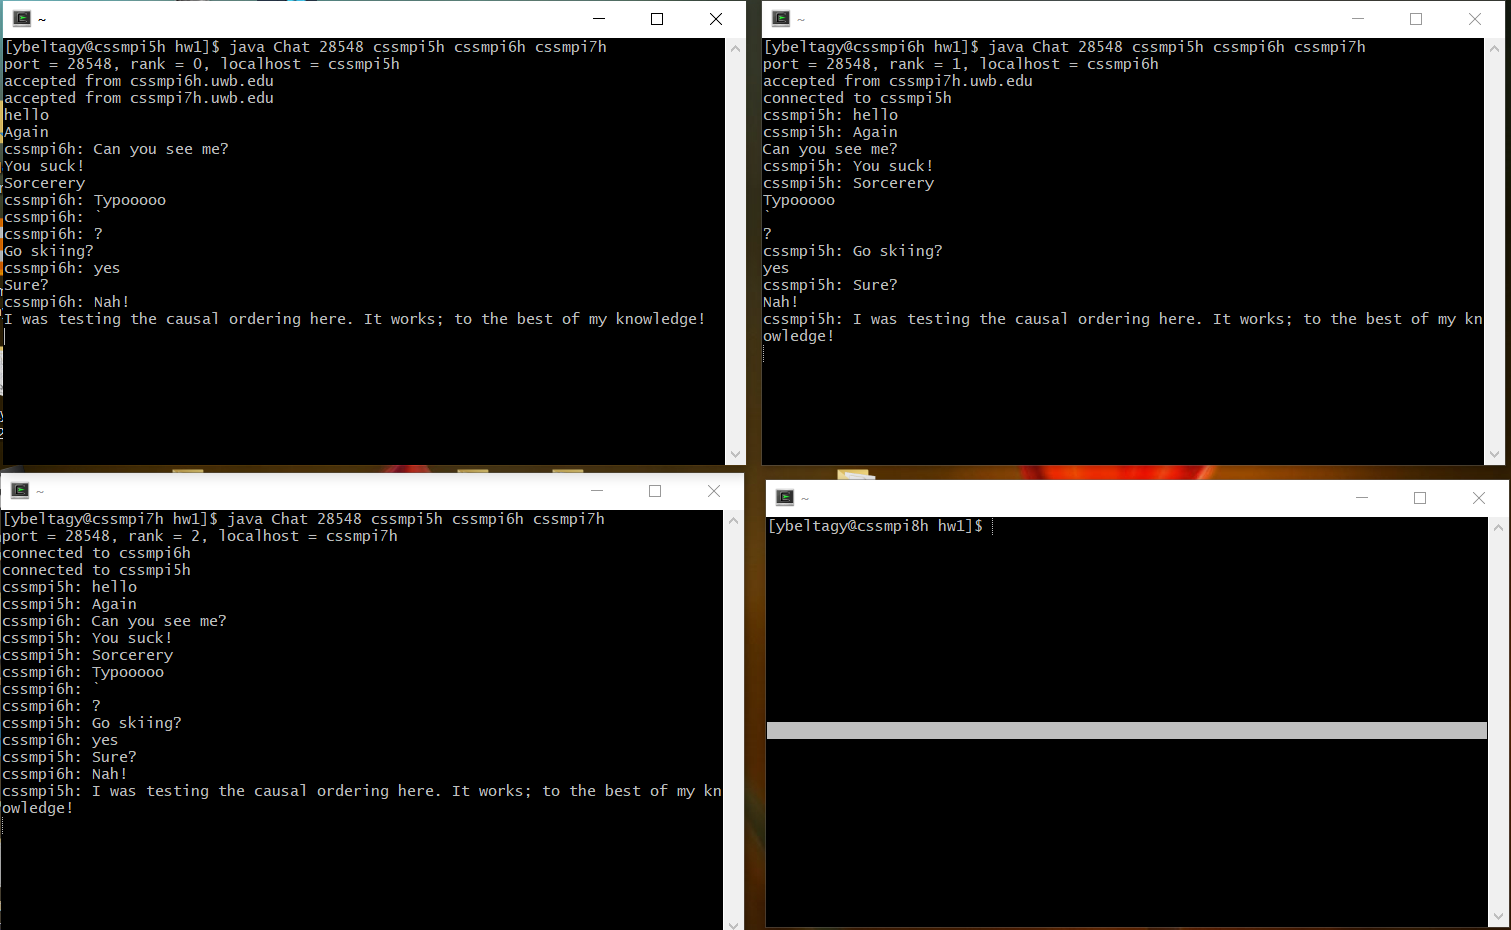 ~
[ybeltagy@cssmpi5h hw1]$ java Chat 28548 cssmpi5h cssmpi6h cssmpi7h
port = 28548, rank = 0, localhost = cssmpi5h
accepted from cssmpi6h.uwb.edu
accepted from cssmpi7h.uwb.edu
hello
Again
cssmpi6h: Can you see me?
You suck!
Sorcerery
cssmpi6h: Typooooo
cssmpi6h: `
cssmpi6h: ?
Go skiing?
cssmpi6h: yes
Sure?
cssmpi6h: Nah!
I was testing the causal ordering here. It works; to the best of my knowledge!
~
[ybeltagy@cssmpi6h hw1]$ java Chat 28548 cssmpi5h cssmpi6h cssmpi7h
port = 28548, rank = 1, localhost = cssmpi6h
accepted from cssmpi7h.uwb.edu
connected to cssmpi5h
cssmpi5h: hello
cssmpi5h: Again
Can you see me?
cssmpi5h: You suck!
cssmpi5h: Sorcerery
Typooooo
`
?
cssmpi5h: Go skiing?
yes
cssmpi5h: Sure?
Nah!
cssmpi5h: I was testing the causal ordering here. It works; to the best of my kn
owledge!
~
[ybeltagy@cssmpi7h hw1]$ java Chat 28548 cssmpi5h cssmpi6h cssmpi7h
port = 28548, rank = 2, localhost = cssmpi7h
connected to cssmpi6h
connected to cssmpi5h
cssmpi5h: hello
cssmpi5h: Again
cssmpi6h: Can you see me?
cssmpi5h: You suck!
cssmpi5h: Sorcerery
cssmpi6h: Typooooo
cssmpi6h: `
cssmpi6h: ?
cssmpi5h: Go skiing?
cssmpi6h: yes
cssmpi5h: Sure?
cssmpi6h: Nah!
cssmpi5h: I was testing the causal ordering here. It works; to the best of my kn
owledge!
~
[ybeltagy@cssmpi8h hw1]$